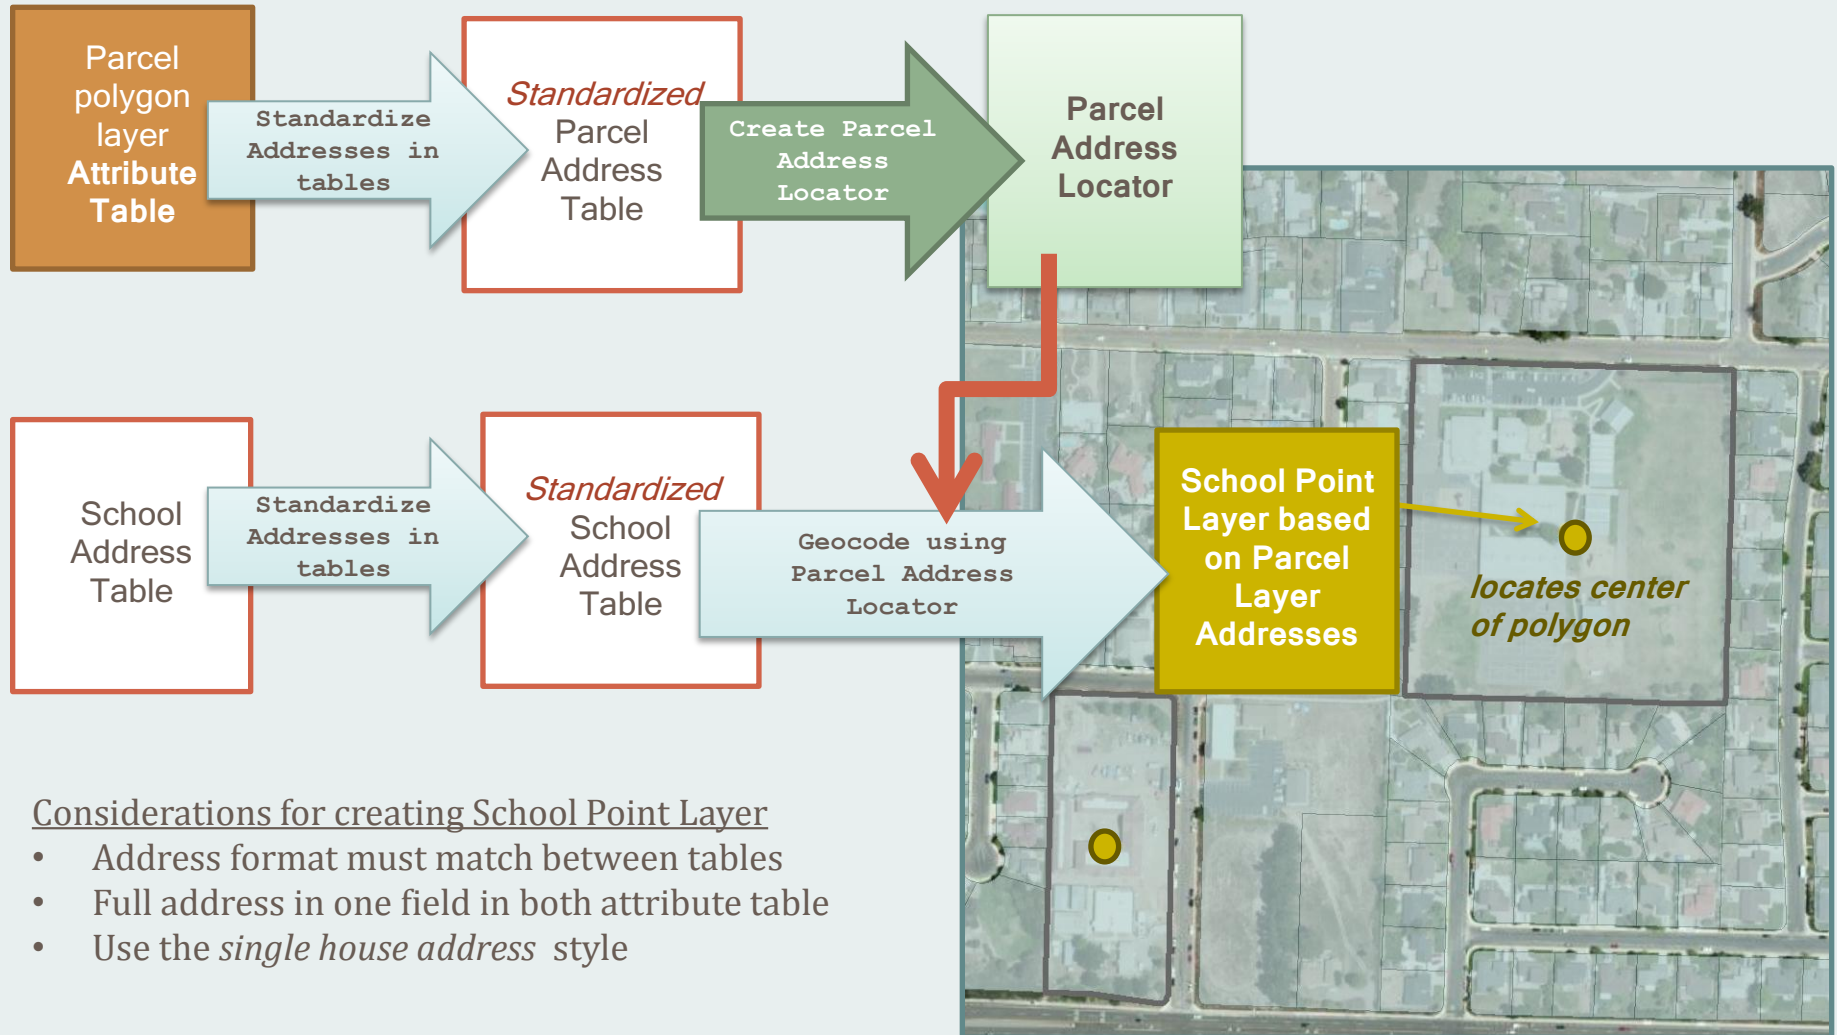 Parcel
polygon
layer
Attribute
Table
Standardize
Addresses in
tables
Standardized
Parcel
Address
Table
Create Parcel
Address
Locator
Parcel
Address
Locator
School
Address
Table
Standardize
Addresses in
tables
Standardized
School
Address
Table
Geocode using
Parcel Address
Locator
School Point
Layer based
on Parcel
Layer
Addresses
locates center
of polygon
Considerations for creating School Point Layer
• Address format must match between tables
• Full address in one field in both attribute table
• Use the single house address style